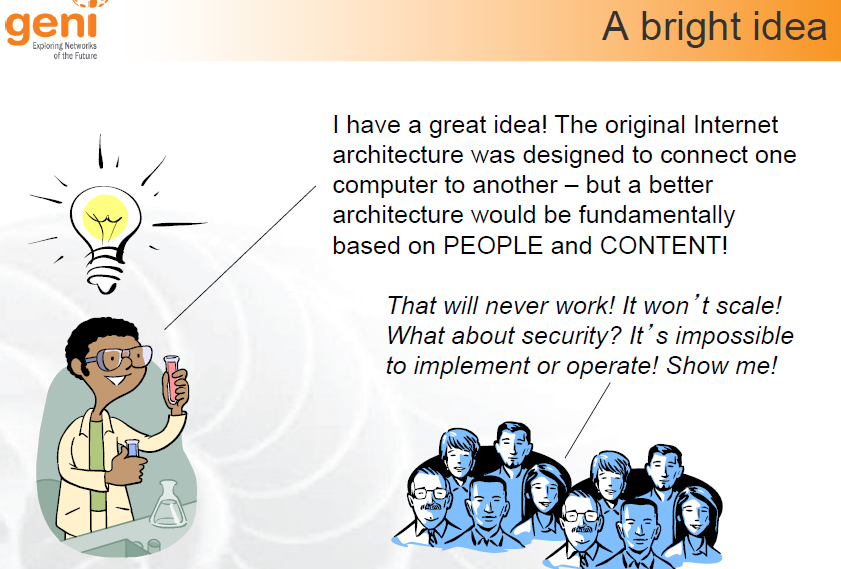 geni
Exploring Networks
of the Future
A bright idea
I have a great idea! The original Internet
architecture was designed to connect one
computer to another – but a better
architecture would be fundamentally
based on PEOPLE and CONTENT!
That will never work! It won’t scale!
What about security? It’s impossible
to implement or operate! Show me!